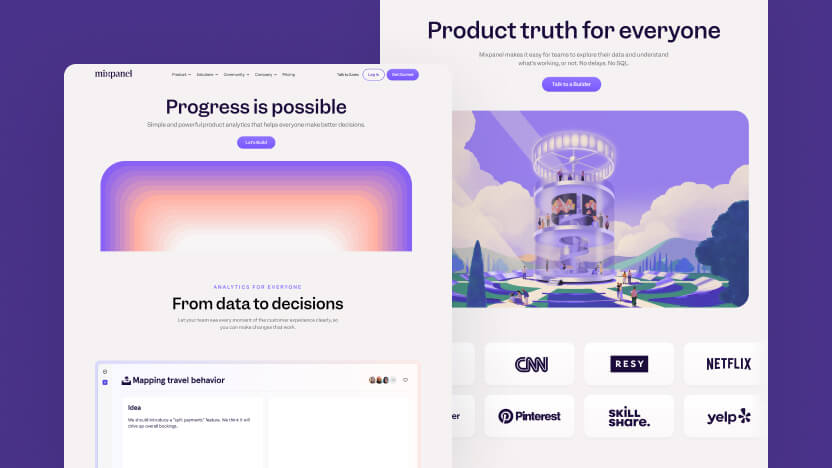 mixpanel
Product Solutions Community Company Pricing
Talk to Sales Log In Get Started
Progress is possible
Simple and powerful product analytics that helps everyone make better decisions.
Let's Build
ANALYTICS FOR EVERYONE
From data to decisions
Let your team see every moment of the customer experience clearly, so
you can make changes that work.
Mapping travel behavior
Idea
We should introduce a "split payments" feature. We think it will
drive up overall bookings.
Product truth for everyone
Mixpanel makes it easy for teams to explore their data and understand
what's working, or not. No delays. No SQL.
Talk to a Builder
CNN
RESY
NETFLIX
er
Pinterest
SKILL
SHARE.
yelp